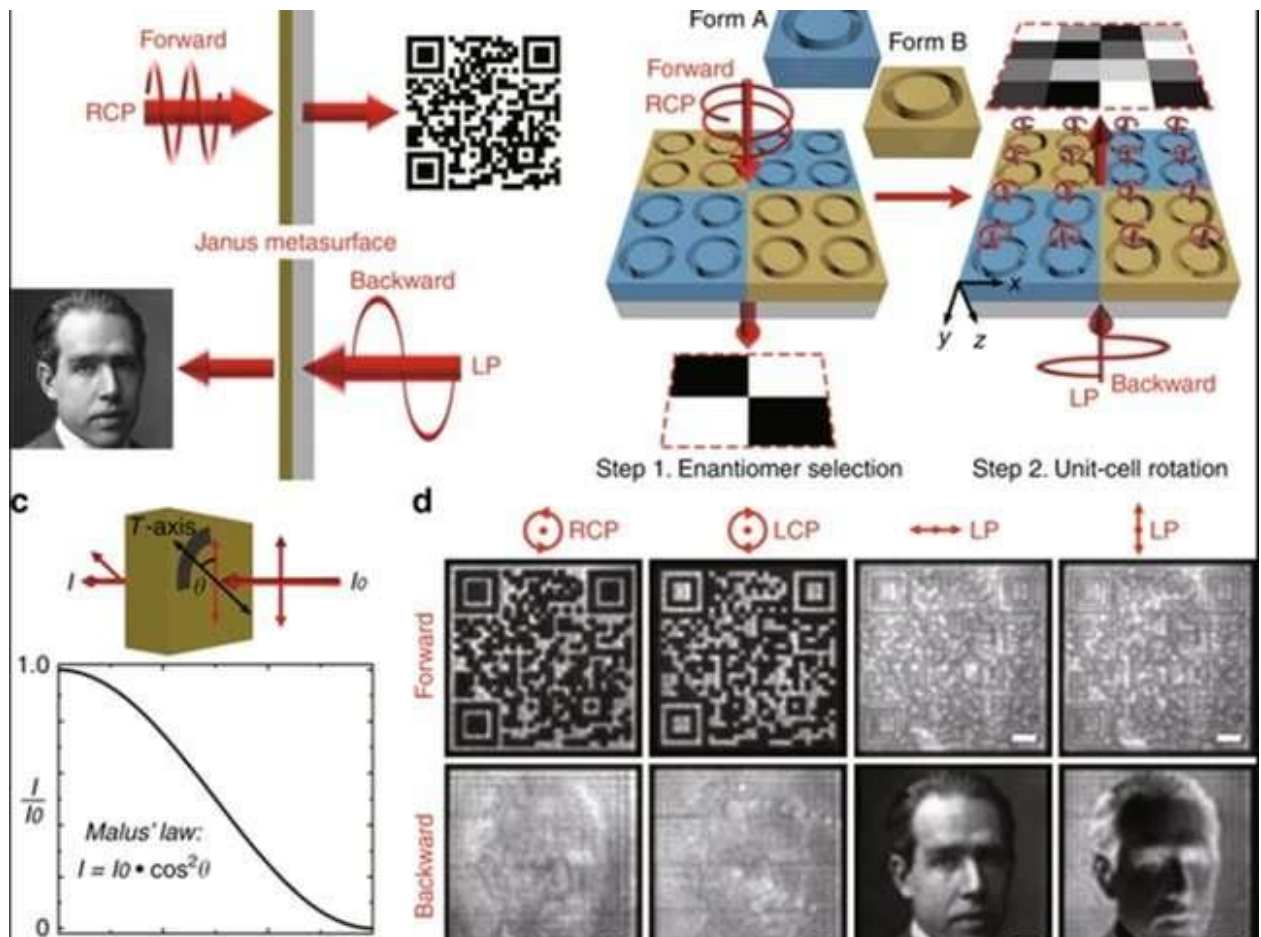 Forward
RCP
Janus metasurface
Backward
LP
Form A
Form B
Forward
RCP
x
y
z
LP
Backward
Step 1. Enantiomer selection
Step 2. Unit-cell rotation
c
T-axis
θ
I
I0
1.0
I
I0
Malus' law:
I = I0 • cos²θ
0
d
RCP
LCP
LP
LP
Forward
Backward